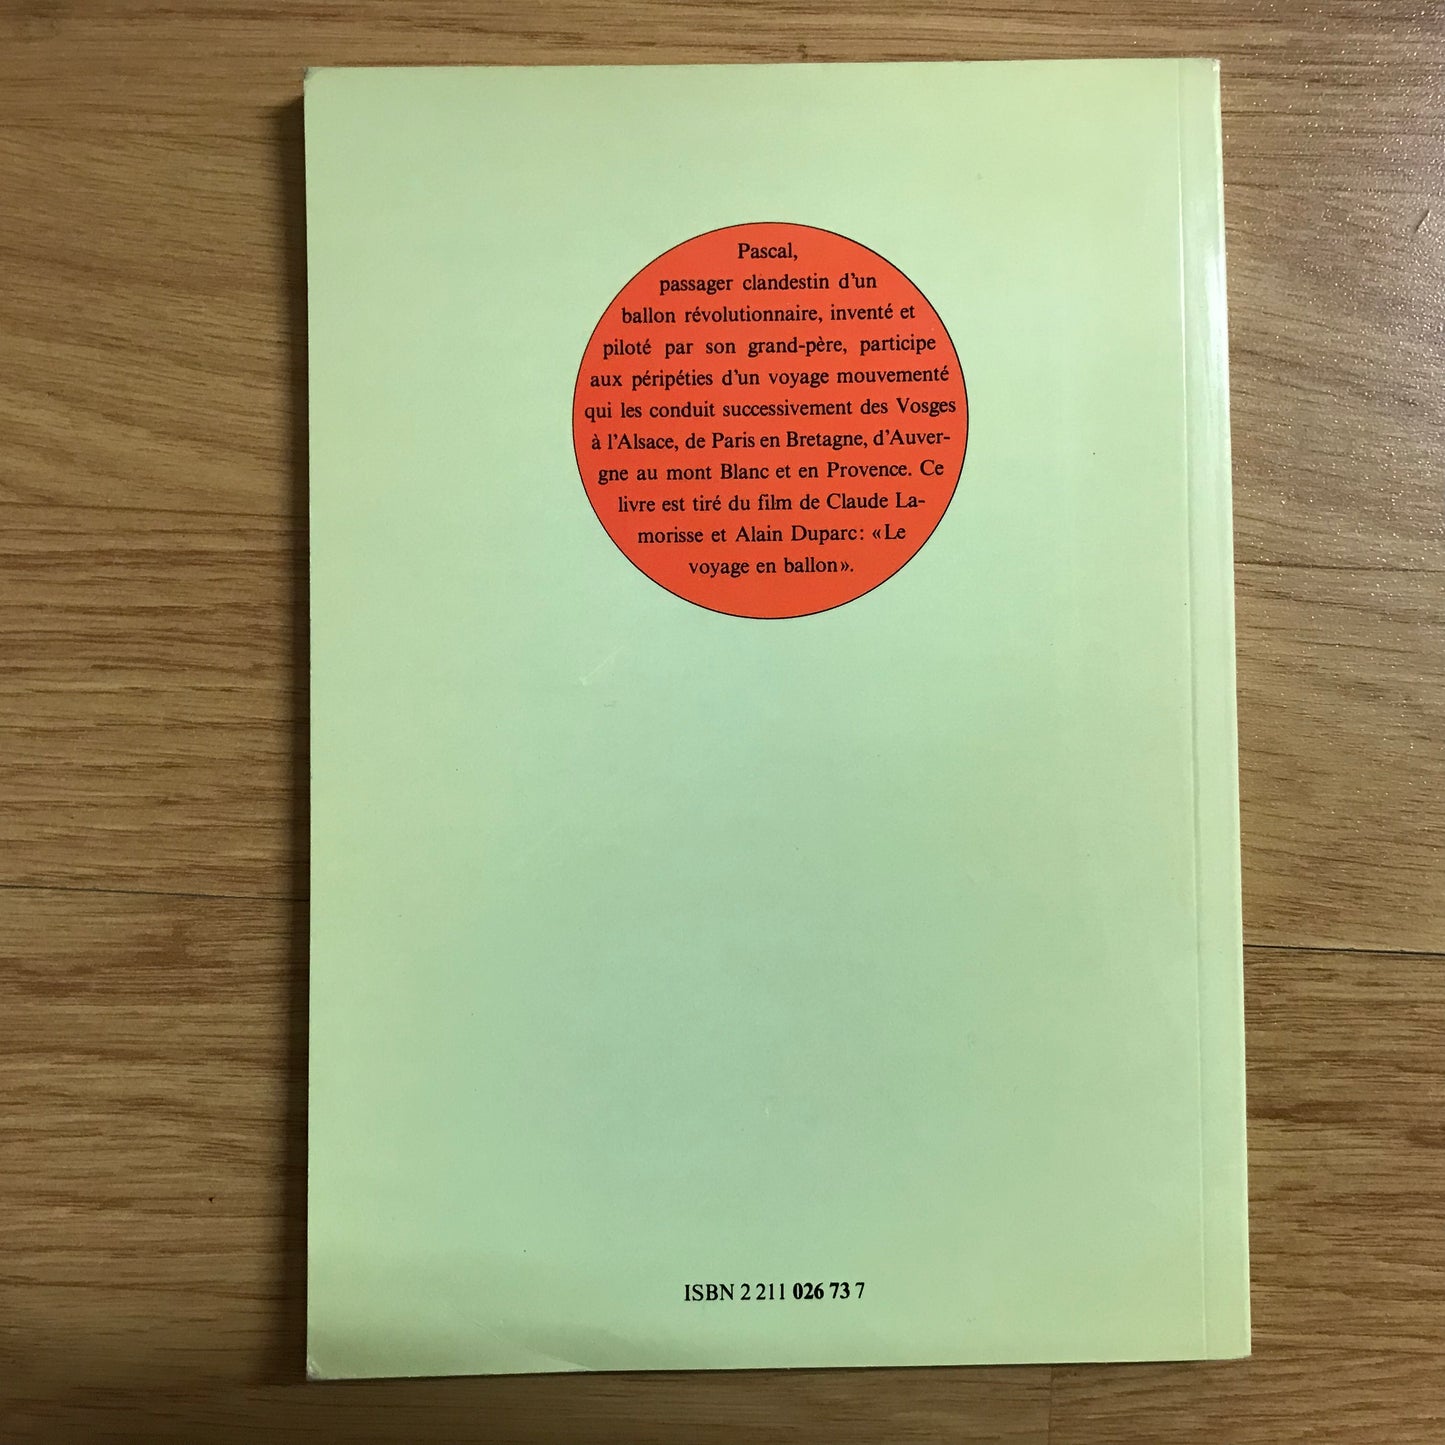 Pascal,
passager clandestin d'un
ballon révolutionnaire, inventé et
piloté par son grand-père, participe
aux péripéties d'un voyage mouvementé
qui les conduit successivement des Vosges
à l'Alsace, de Paris en Bretagne, d'Auver-
gne au mont Blanc et en Provence. Ce
livre est tiré du film de Claude La-
morisse et Alain Duparc: «Le
voyage en ballon».
ISBN 2 211 026 73 7